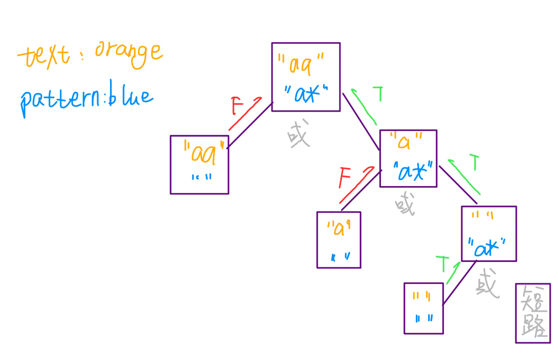 text: orange
pattern:blue
"aa"
"a*"
F
T
或
"aa"
" "
"a"
"a*"
F
T
或
"a"
" "
" "
"a*"
T
或
" "
" "
短
路